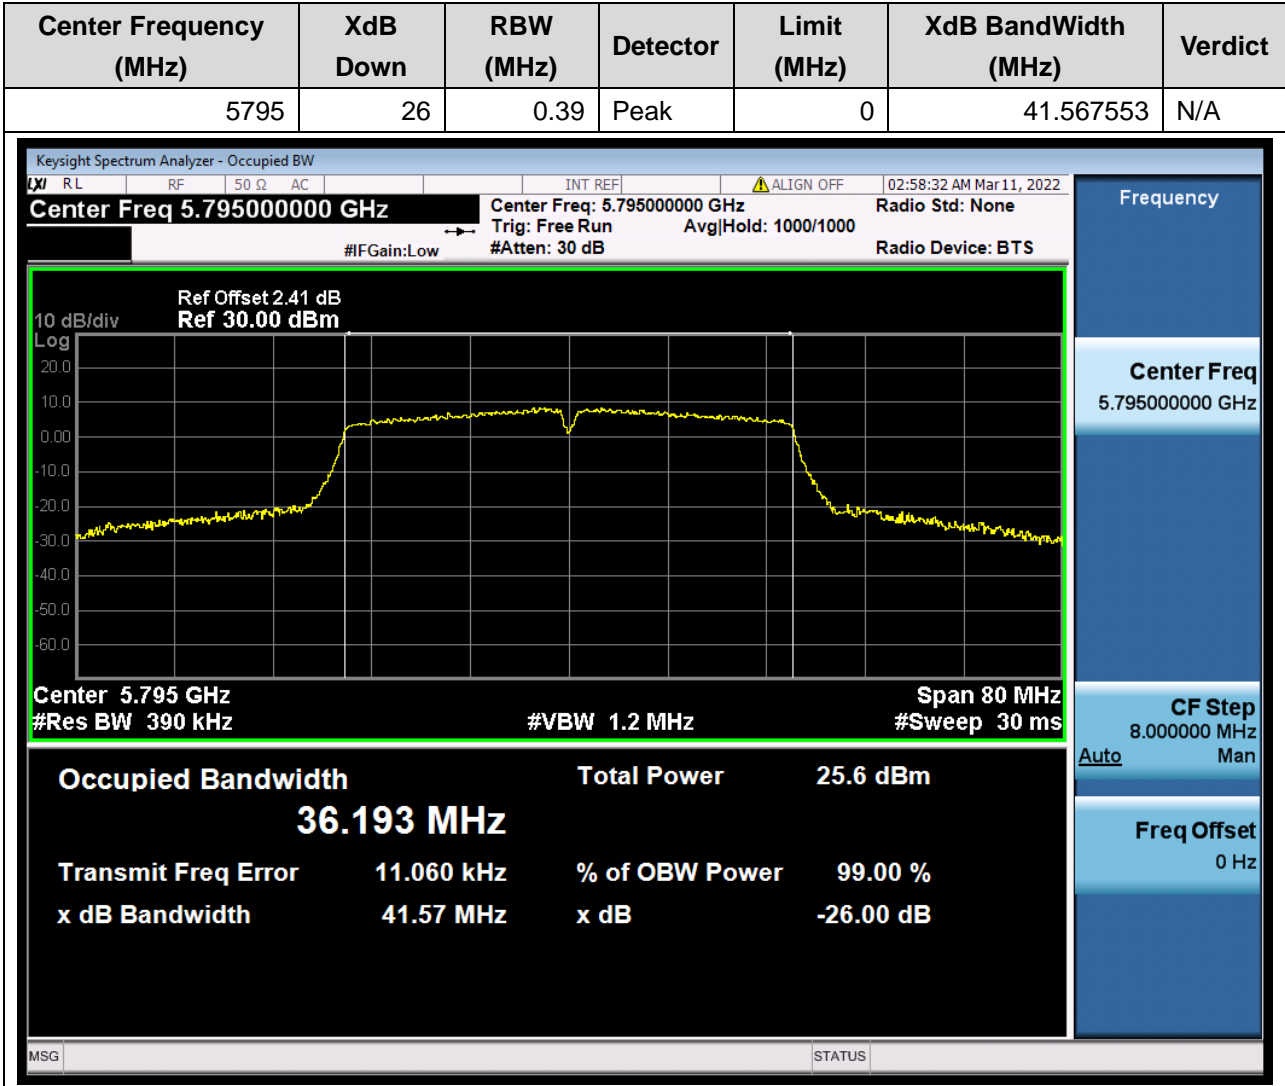 Center Frequency (MHz) XdB Down RBW (MHz) Detector Limit (MHz) XdB BandWidth (MHz) Verdict
5795 26 0.39 Peak 0 41.567553 N/A
Keysight Spectrum Analyzer - Occupied BW
LXI RL RF 50 Ω AC INT REF ALIGN OFF 02:58:32 AM Mar 11, 2022
Center Freq 5.795000000 GHz
Center Freq: 5.795000000 GHz
Radio Std: None
Trig: Free Run Avg|Hold: 1000/1000
#IFGain:Low
#Atten: 30 dB
Radio Device: BTS
Ref Offset 2.41 dB
10 dB/div Ref 30.00 dBm
Log
20.0
10.0
0.00
-10.0
-20.0
-30.0
-40.0
-50.0
-60.0
Center 5.795 GHz Span 80 MHz
#Res BW 390 kHz #VBW 1.2 MHz #Sweep 30 ms
Occupied Bandwidth Total Power 25.6 dBm
36.193 MHz
Transmit Freq Error 11.060 kHz % of OBW Power 99.00 %
x dB Bandwidth 41.57 MHz x dB -26.00 dB
MSG STATUS
Frequency
Center Freq
5.795000000 GHz
CF Step
8.000000 MHz
Auto Man
Freq Offset
0 Hz